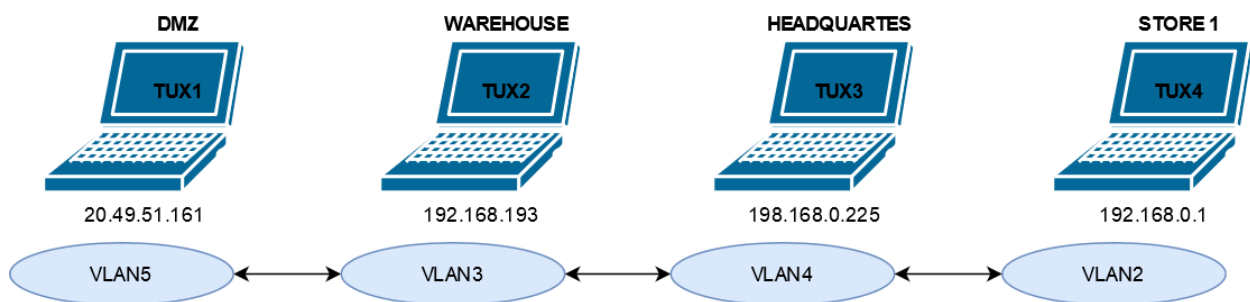 DMZ
WAREHOUSE
HEADQUARTES
STORE 1
TUX1
TUX2
TUX3
TUX4
20.49.51.161
192.168.193
198.168.0.225
192.168.0.1
VLAN5
VLAN3
VLAN4
VLAN2